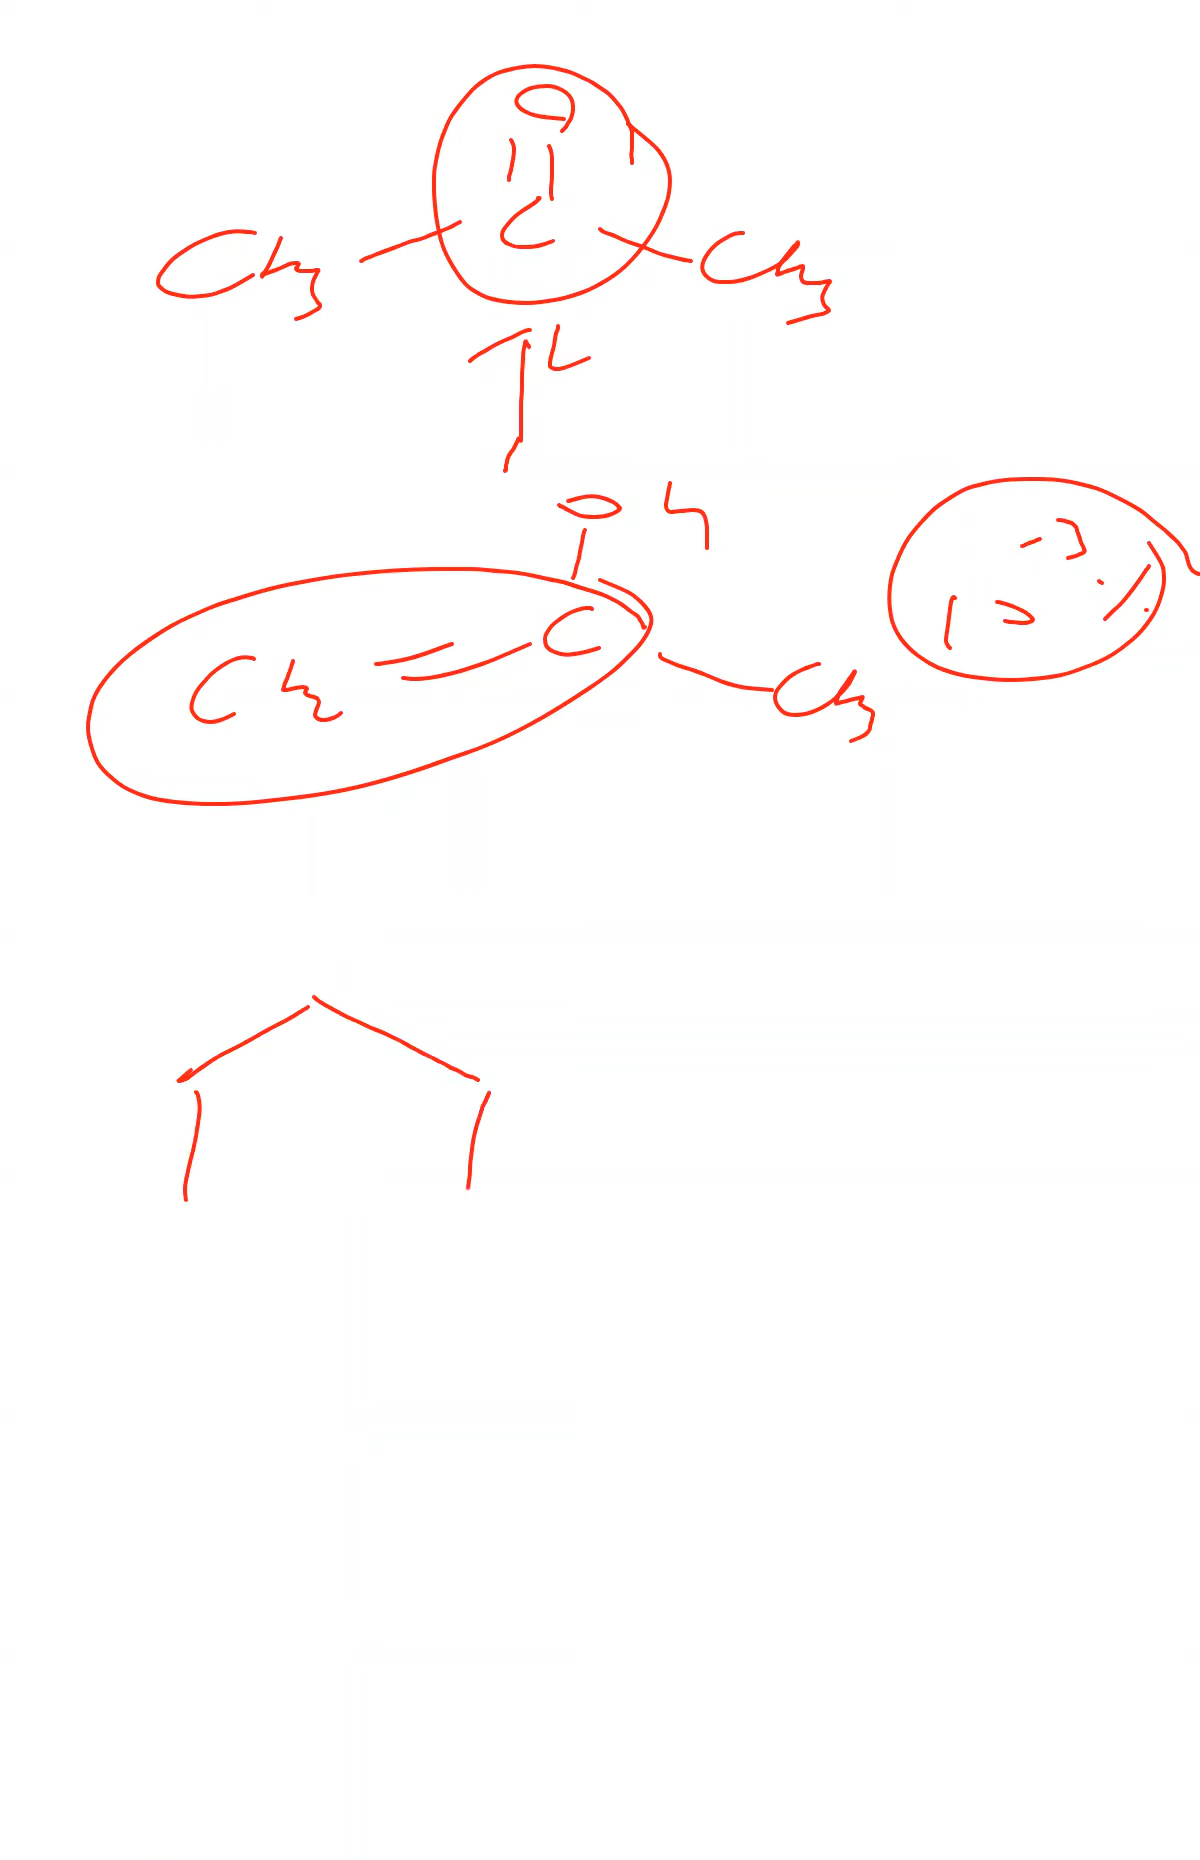 O
||
CH3 — C — CH3
OH
|
CH2 = C — CH3